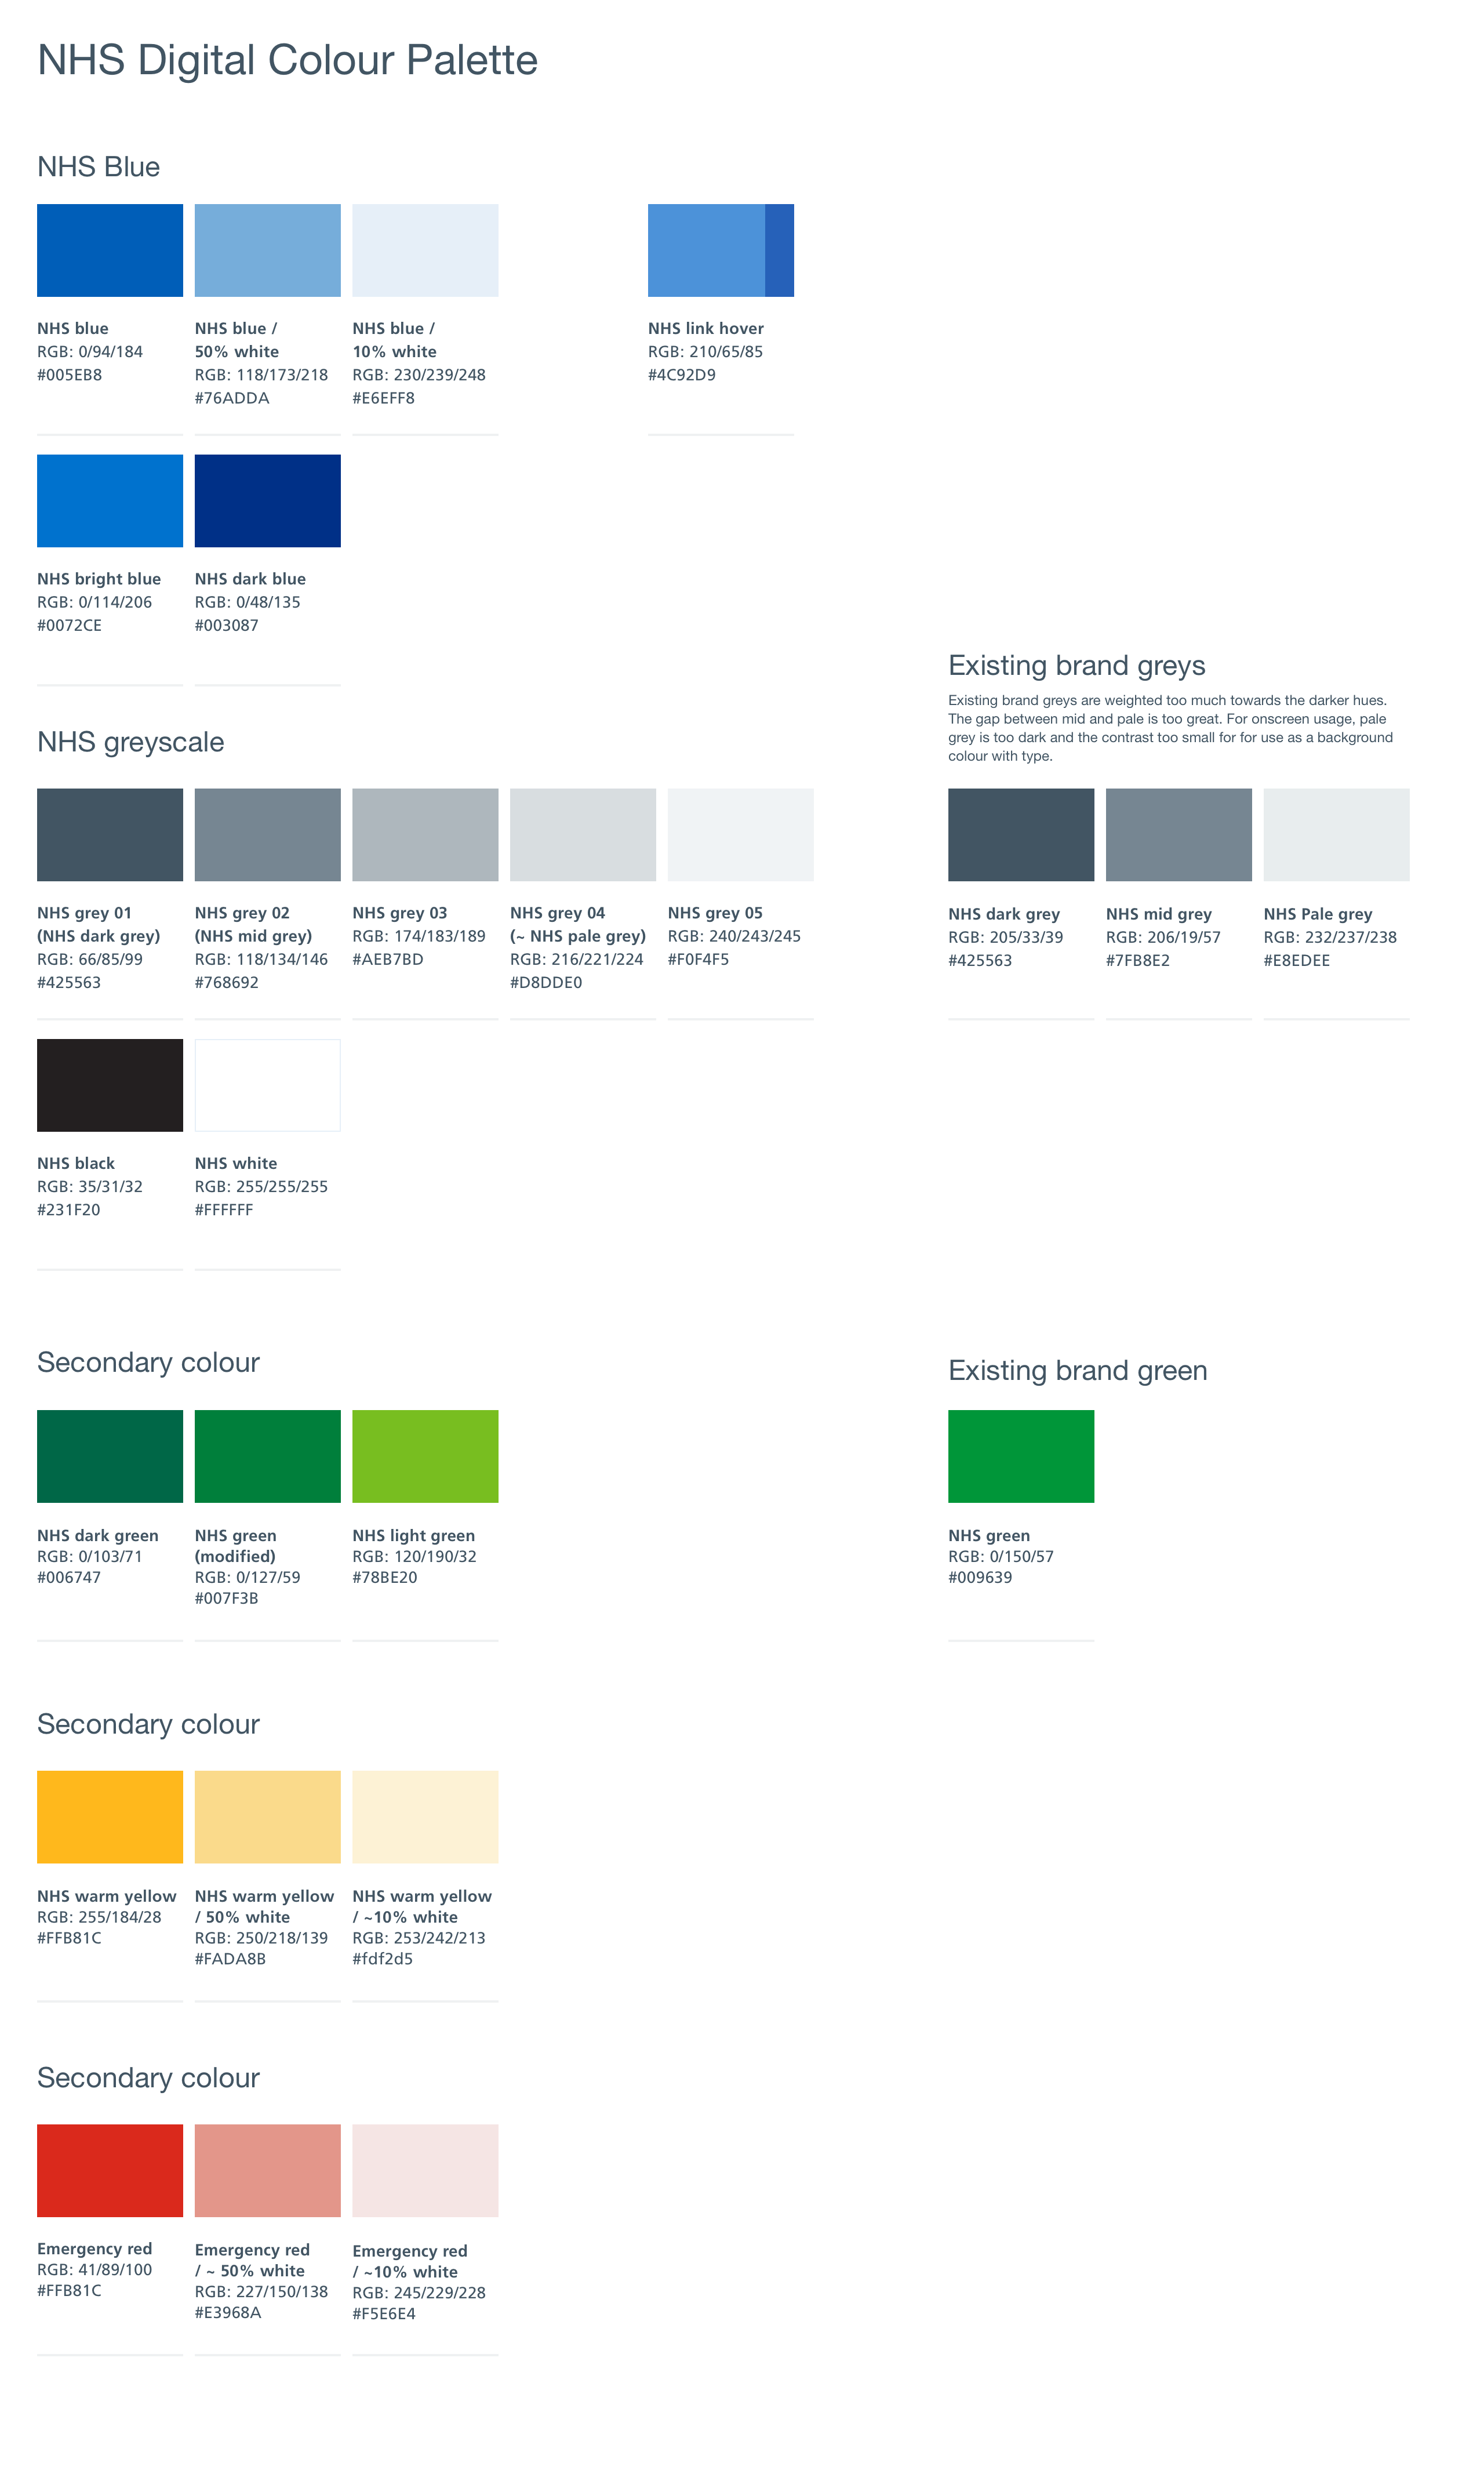 NHS Digital Colour Palette
NHS Blue
NHS blue
RGB: 0/94/184
#005EB8
NHS blue /
50% white
RGB: 118/173/218
#76ADDA
NHS blue /
10% white
RGB: 230/239/248
#E6EFF8
NHS link hover
RGB: 210/65/85
#4C92D9
NHS bright blue
RGB: 0/114/206
#0072CE
NHS dark blue
RGB: 0/48/135
#003087
NHS greyscale
NHS grey 01
(NHS dark grey)
RGB: 66/85/99
#425563
NHS grey 02
(NHS mid grey)
RGB: 118/134/146
#768692
NHS grey 03
RGB: 174/183/189
#AEB7BD
NHS grey 04
(~ NHS pale grey)
RGB: 216/221/224
#D8DDE0
NHS grey 05
RGB: 240/243/245
#F0F4F5
Existing brand greys
Existing brand greys are weighted too much towards the darker hues.
The gap between mid and pale is too great. For onscreen usage, pale
grey is too dark and the contrast too small for for use as a background
colour with type.
NHS dark grey
RGB: 205/33/39
#425563
NHS mid grey
RGB: 206/19/57
#7FB8E2
NHS Pale grey
RGB: 232/237/238
#E8EDEE
NHS black
RGB: 35/31/32
#231F20
NHS white
RGB: 255/255/255
#FFFFFF
Secondary colour
NHS dark green
RGB: 0/103/71
#006747
NHS green
(modified)
RGB: 0/127/59
#007F3B
NHS light green
RGB: 120/190/32
#78BE20
Existing brand green
NHS green
RGB: 0/150/57
#009639
Secondary colour
NHS warm yellow
RGB: 255/184/28
#FFB81C
NHS warm yellow
/ 50% white
RGB: 250/218/139
#FADA8B
NHS warm yellow
/ ~10% white
RGB: 253/242/213
#fdf2d5
Secondary colour
Emergency red
RGB: 41/89/100
#FFB81C
Emergency red
/ ~ 50% white
RGB: 227/150/138
#E3968A
Emergency red
/ ~10% white
RGB: 245/229/228
#F5E6E4